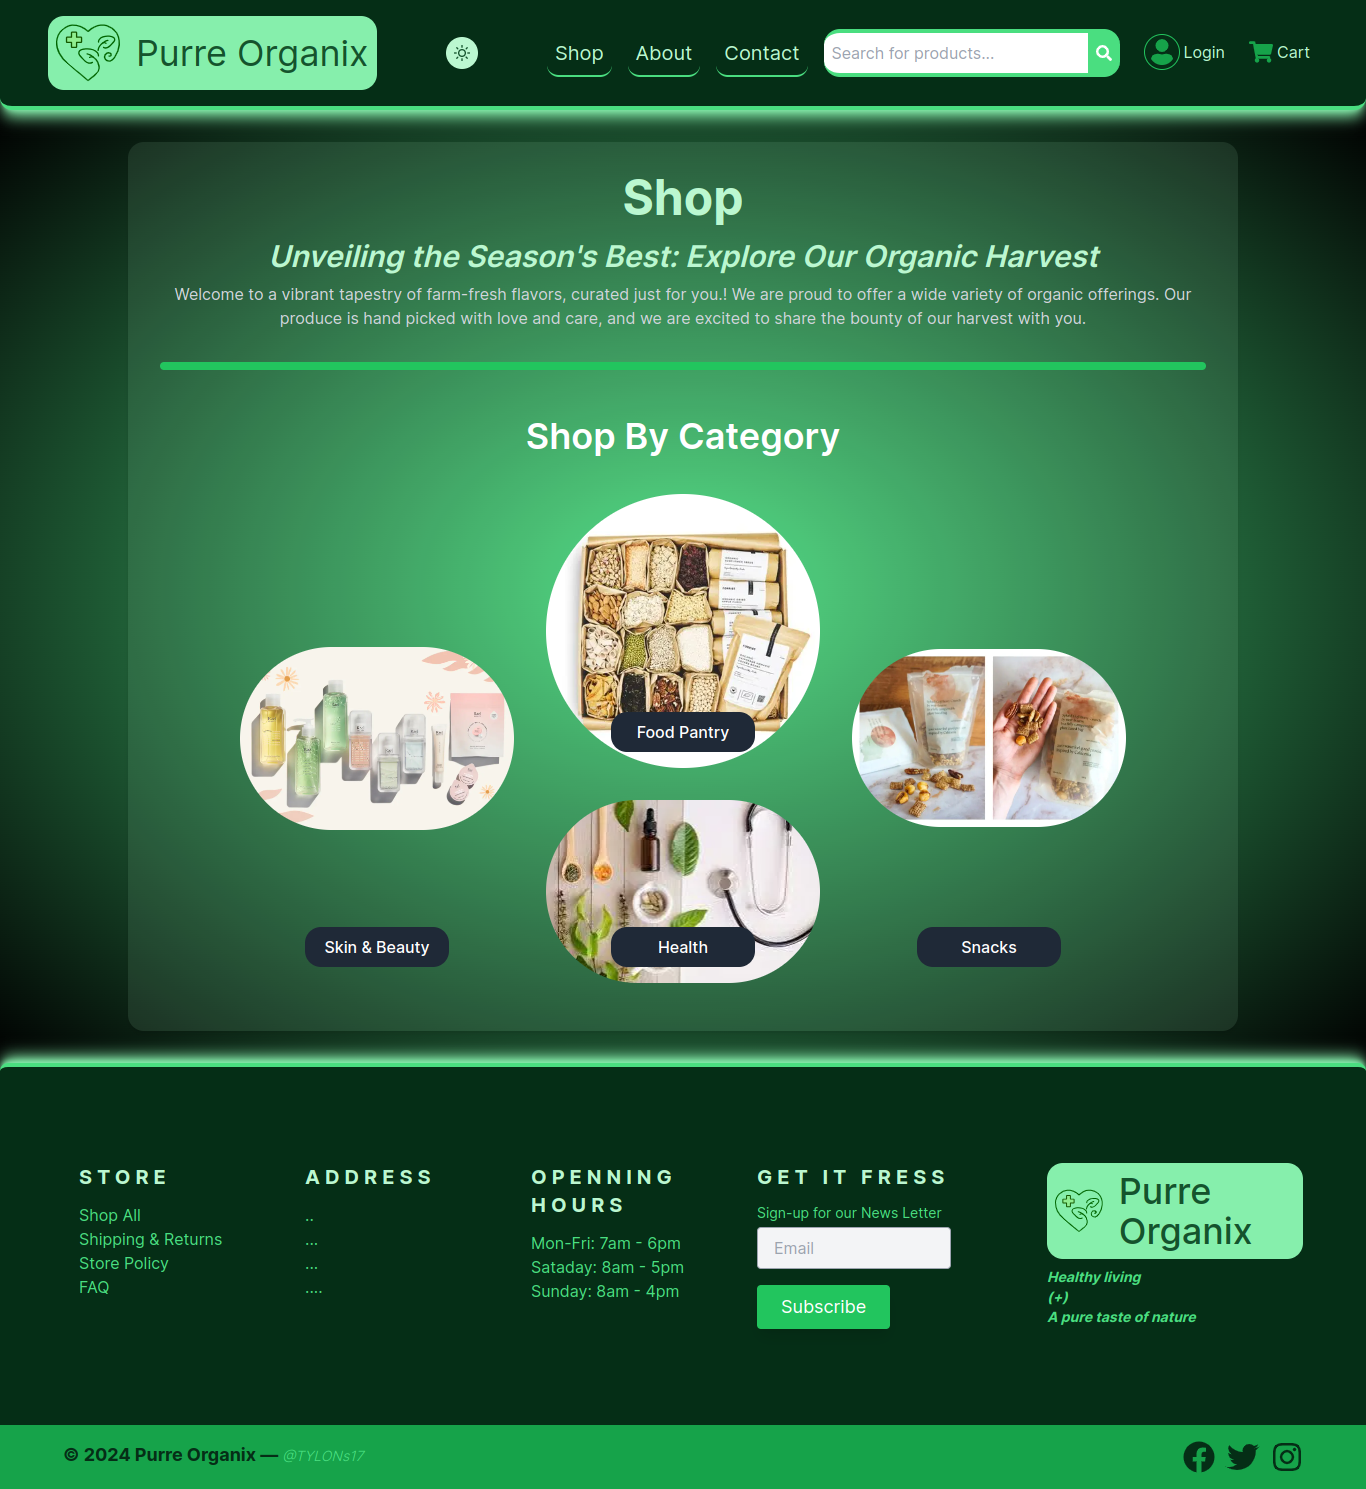 Purre Organix
Shop
About
Contact
Search for products...
Login
Cart
Shop
Unveiling the Season's Best: Explore Our Organic Harvest
Welcome to a vibrant tapestry of farm-fresh flavors, curated just for you.! We are proud to offer a wide variety of organic offerings. Our
produce is hand picked with love and care, and we are excited to share the bounty of our harvest with you.
Shop By Category
Food Pantry
Skin & Beauty
Health
Snacks
STORE
Shop All
Shipping & Returns
Store Policy
FAQ
ADDRESS
..
...
...
....
OPENNING
HOURS
Mon-Fri: 7am - 6pm
Sataday: 8am - 5pm
Sunday: 8am - 4pm
GET IT FRESS
Sign-up for our News Letter
Email
Subscribe
Purre
Organix
Healthy living
(+)
A pure taste of nature
© 2024 Purre Organix — @TYLONs17